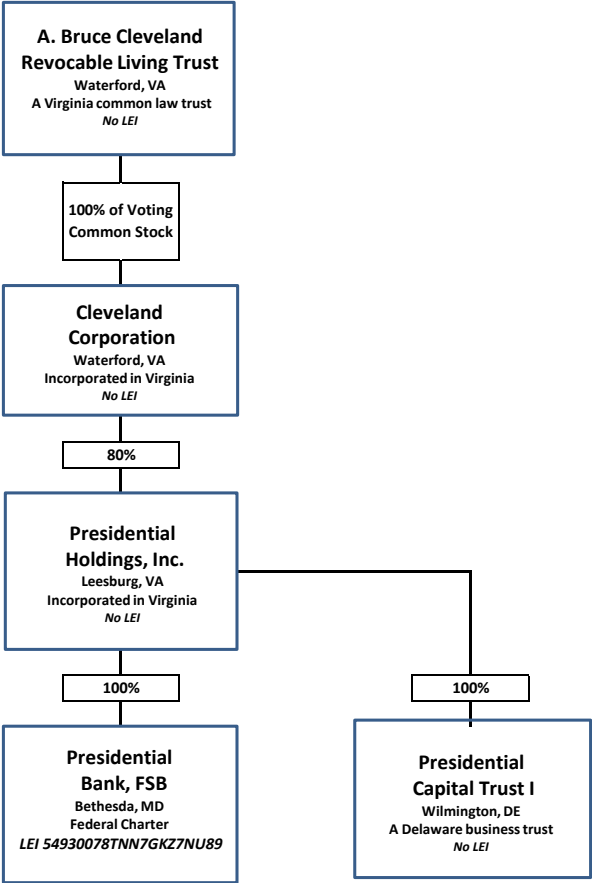 A. Bruce Cleveland
Revocable Living Trust
Waterford, VA
A Virginia common law trust
No LEI
100% of Voting
Common Stock
Cleveland
Corporation
Waterford, VA
Incorporated in Virginia
No LEI
80%
Presidential
Holdings, Inc.
Leesburg, VA
Incorporated in Virginia
No LEI
100%
100%
Presidential
Bank, FSB
Bethesda, MD
Federal Charter
LEI 54930078TNN7GKZ7NU89
Presidential
Capital Trust I
Wilmington, DE
A Delaware business trust
No LEI